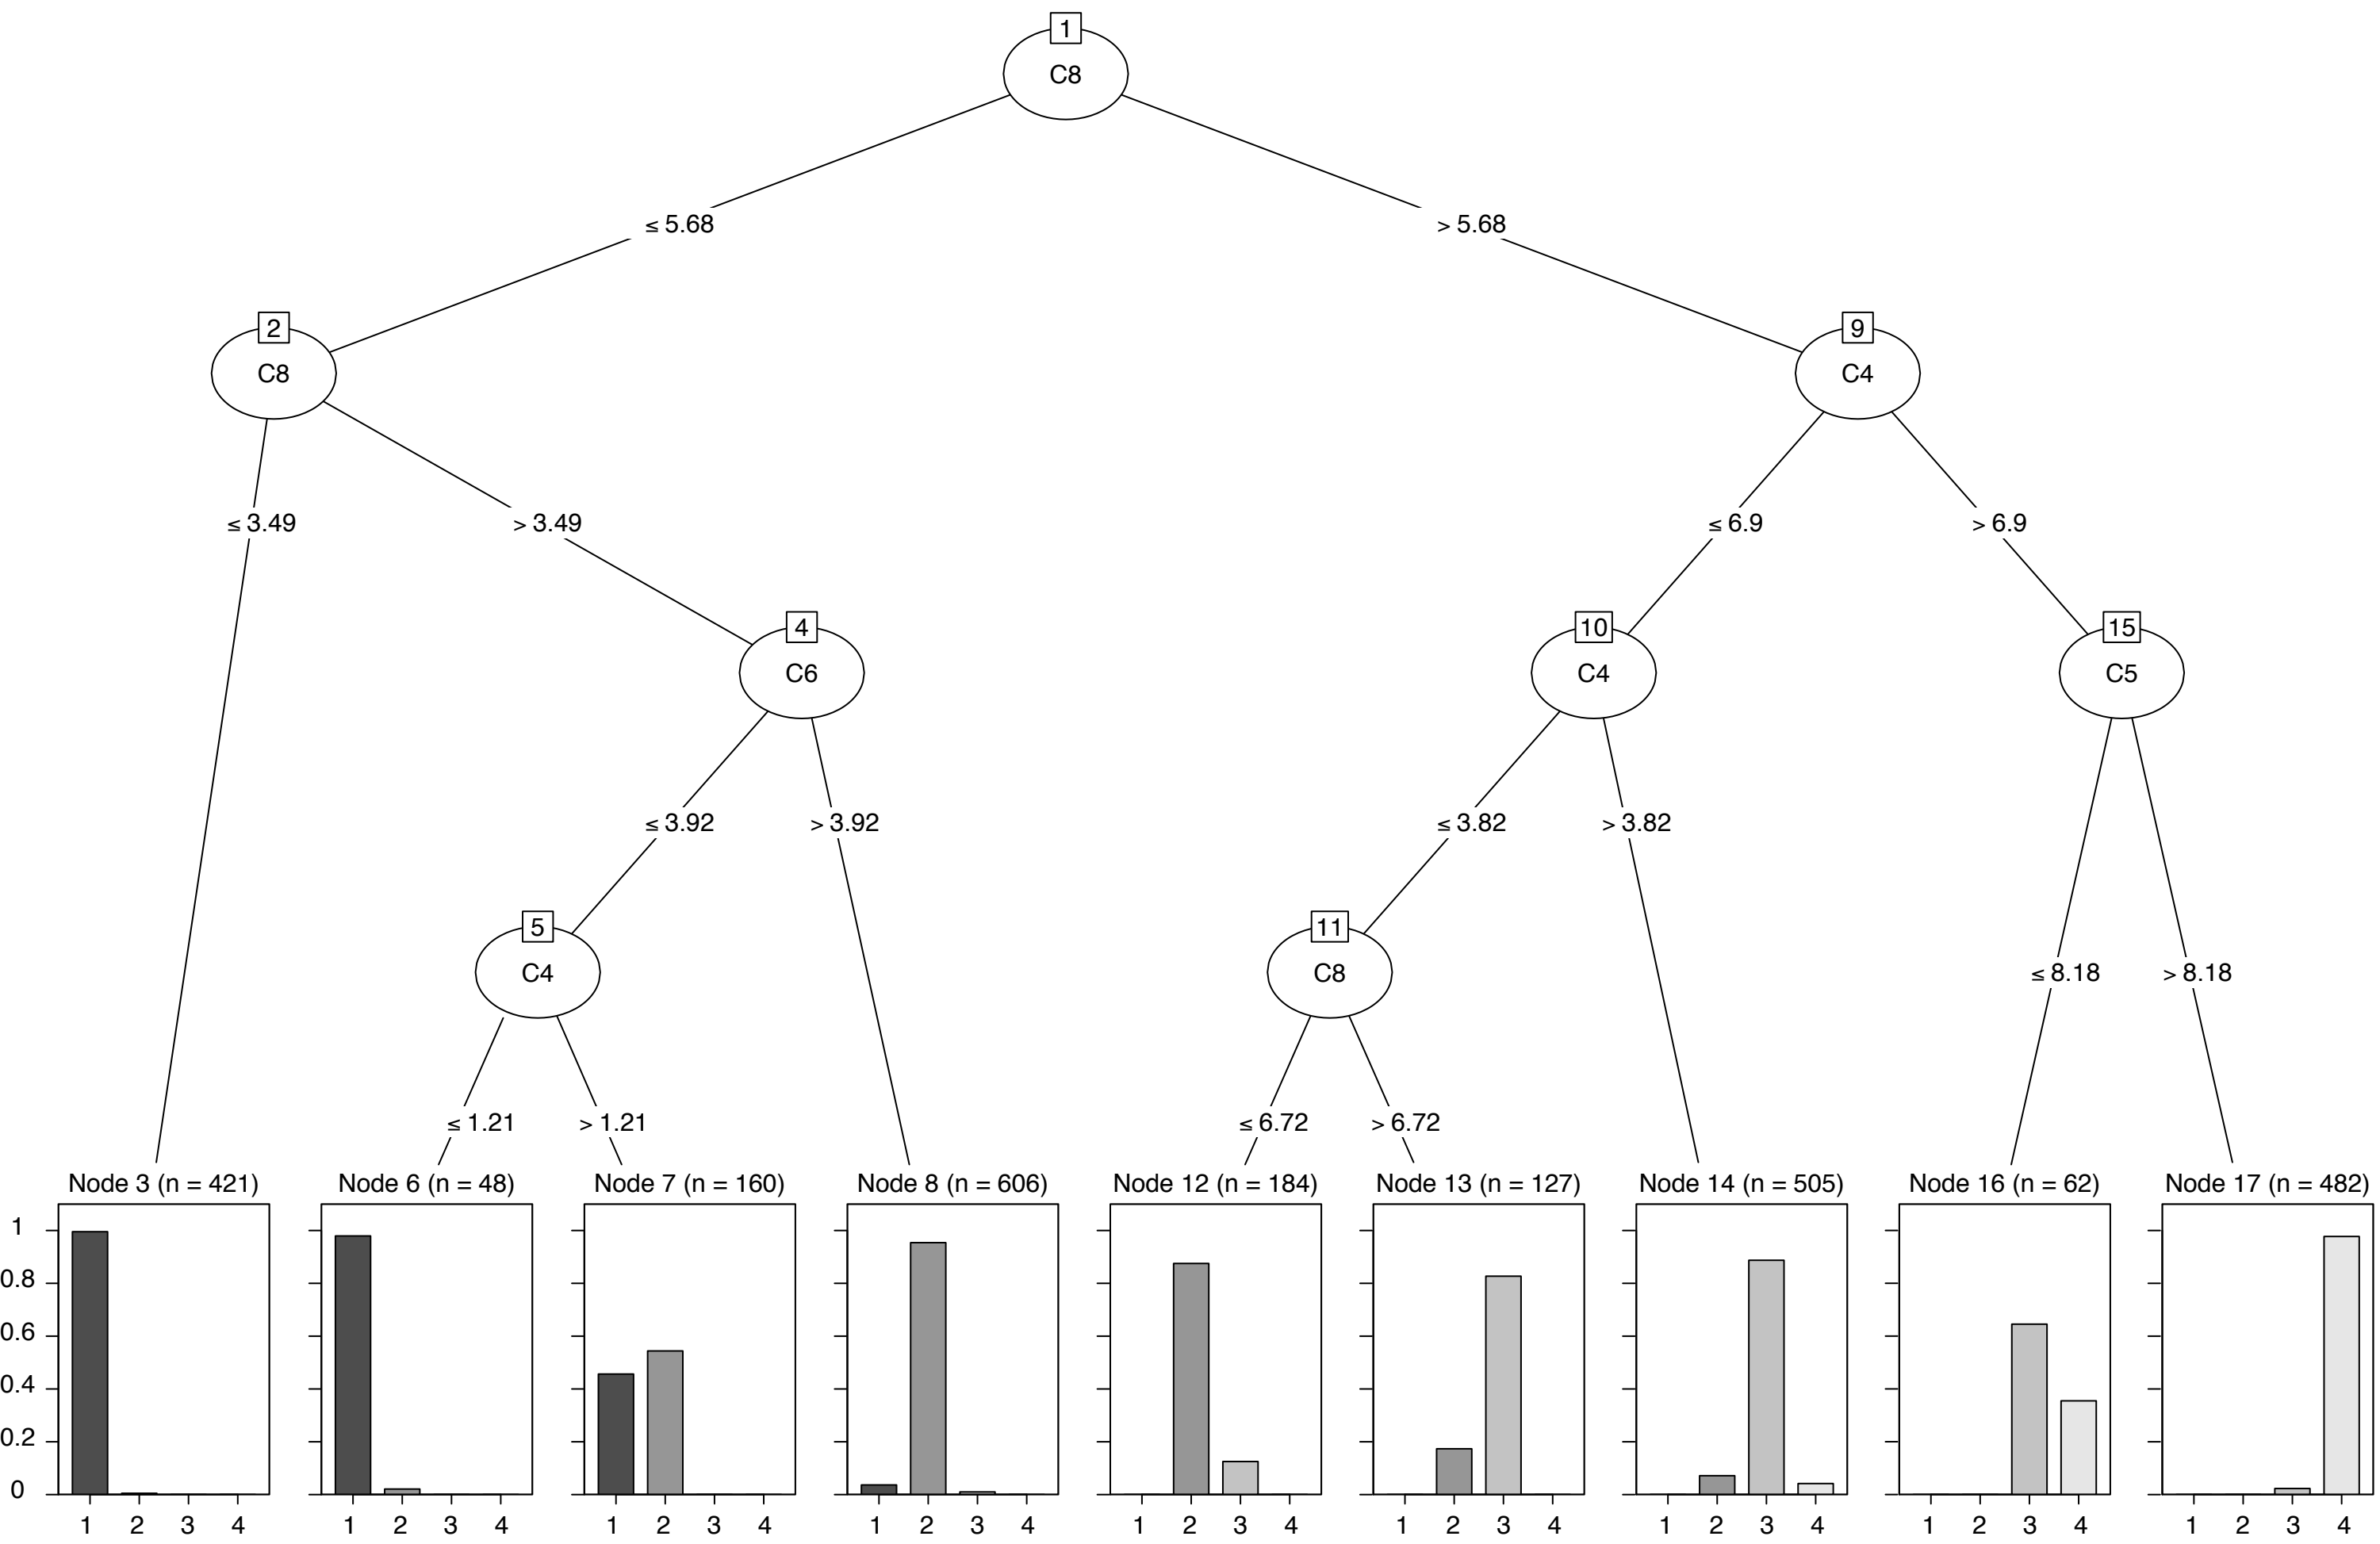 1
C8
≤ 5.68
> 5.68
2
C8
9
C4
≤ 3.49
> 3.49
≤ 6.9
> 6.9
4
C6
10
C4
15
C5
≤ 3.92
> 3.92
≤ 3.82
> 3.82
5
C4
11
C8
≤ 8.18
> 8.18
≤ 1.21
> 1.21
≤ 6.72
> 6.72
Node 3 (n = 421)
Node 6 (n = 48)
Node 7 (n = 160)
Node 8 (n = 606)
Node 12 (n = 184)
Node 13 (n = 127)
Node 14 (n = 505)
Node 16 (n = 62)
Node 17 (n = 482)
1
0.8
0.6
0.4
0.2
0
1 2 3 4
1 2 3 4
1 2 3 4
1 2 3 4
1 2 3 4
1 2 3 4
1 2 3 4
1 2 3 4
1 2 3 4